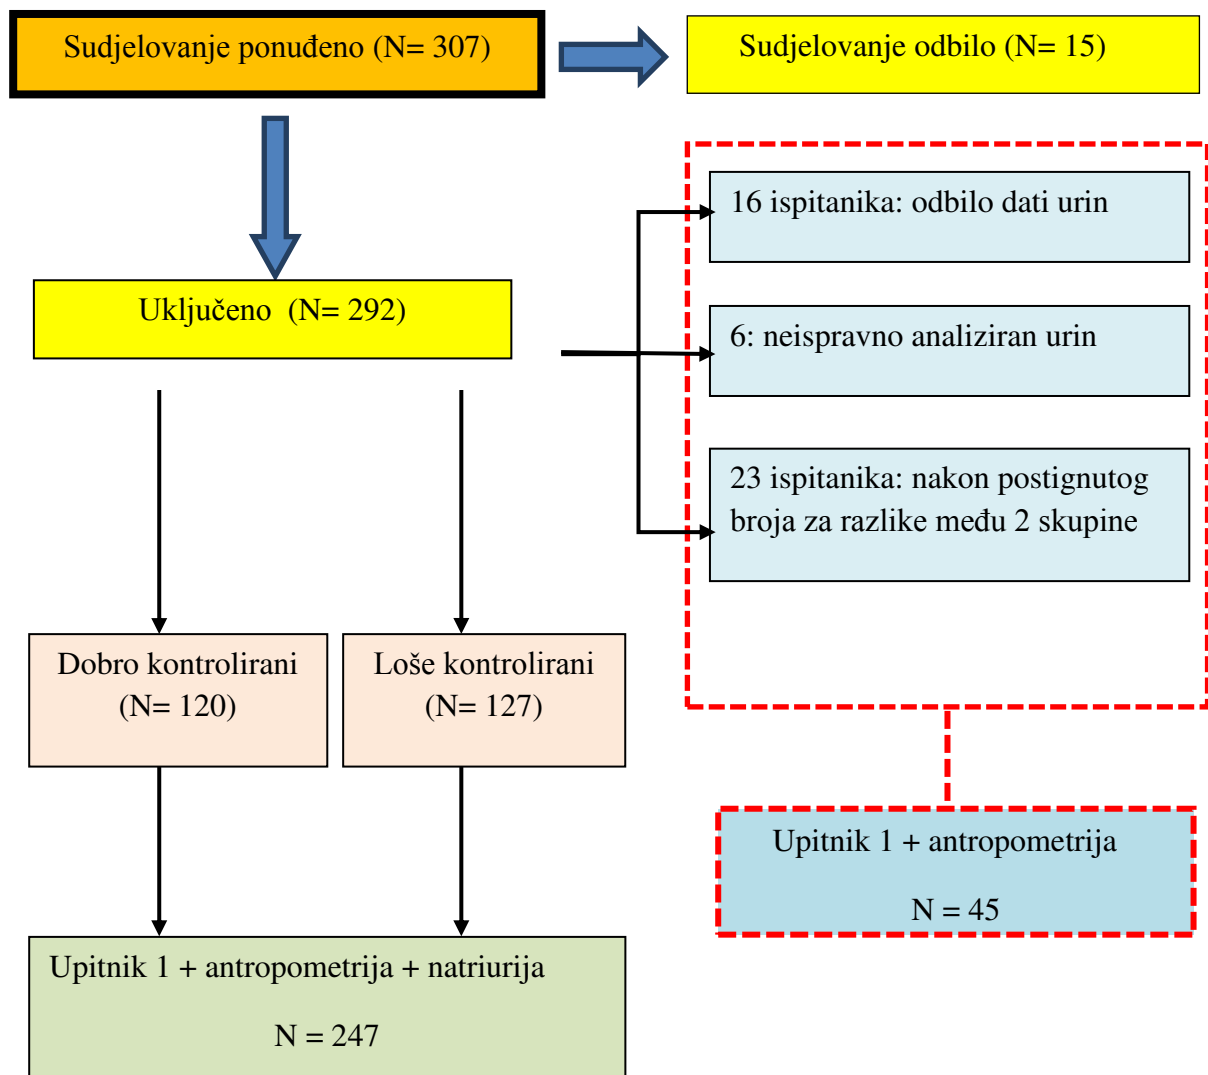 Sudjelovanje ponuđeno (N= 307)
Sudjelovanje odbilo (N= 15)
16 ispitanika: odbilo dati urin
Uključeno  (N= 292)
6: neispravno analiziran urin
23 ispitanika: nakon postignutog
broja za razlike među 2 skupine
Dobro kontrolirani
(N= 120)
Loše kontrolirani
(N= 127)
Upitnik 1 + antropometrija
N = 45
Upitnik 1 + antropometrija + natriurija
N = 247